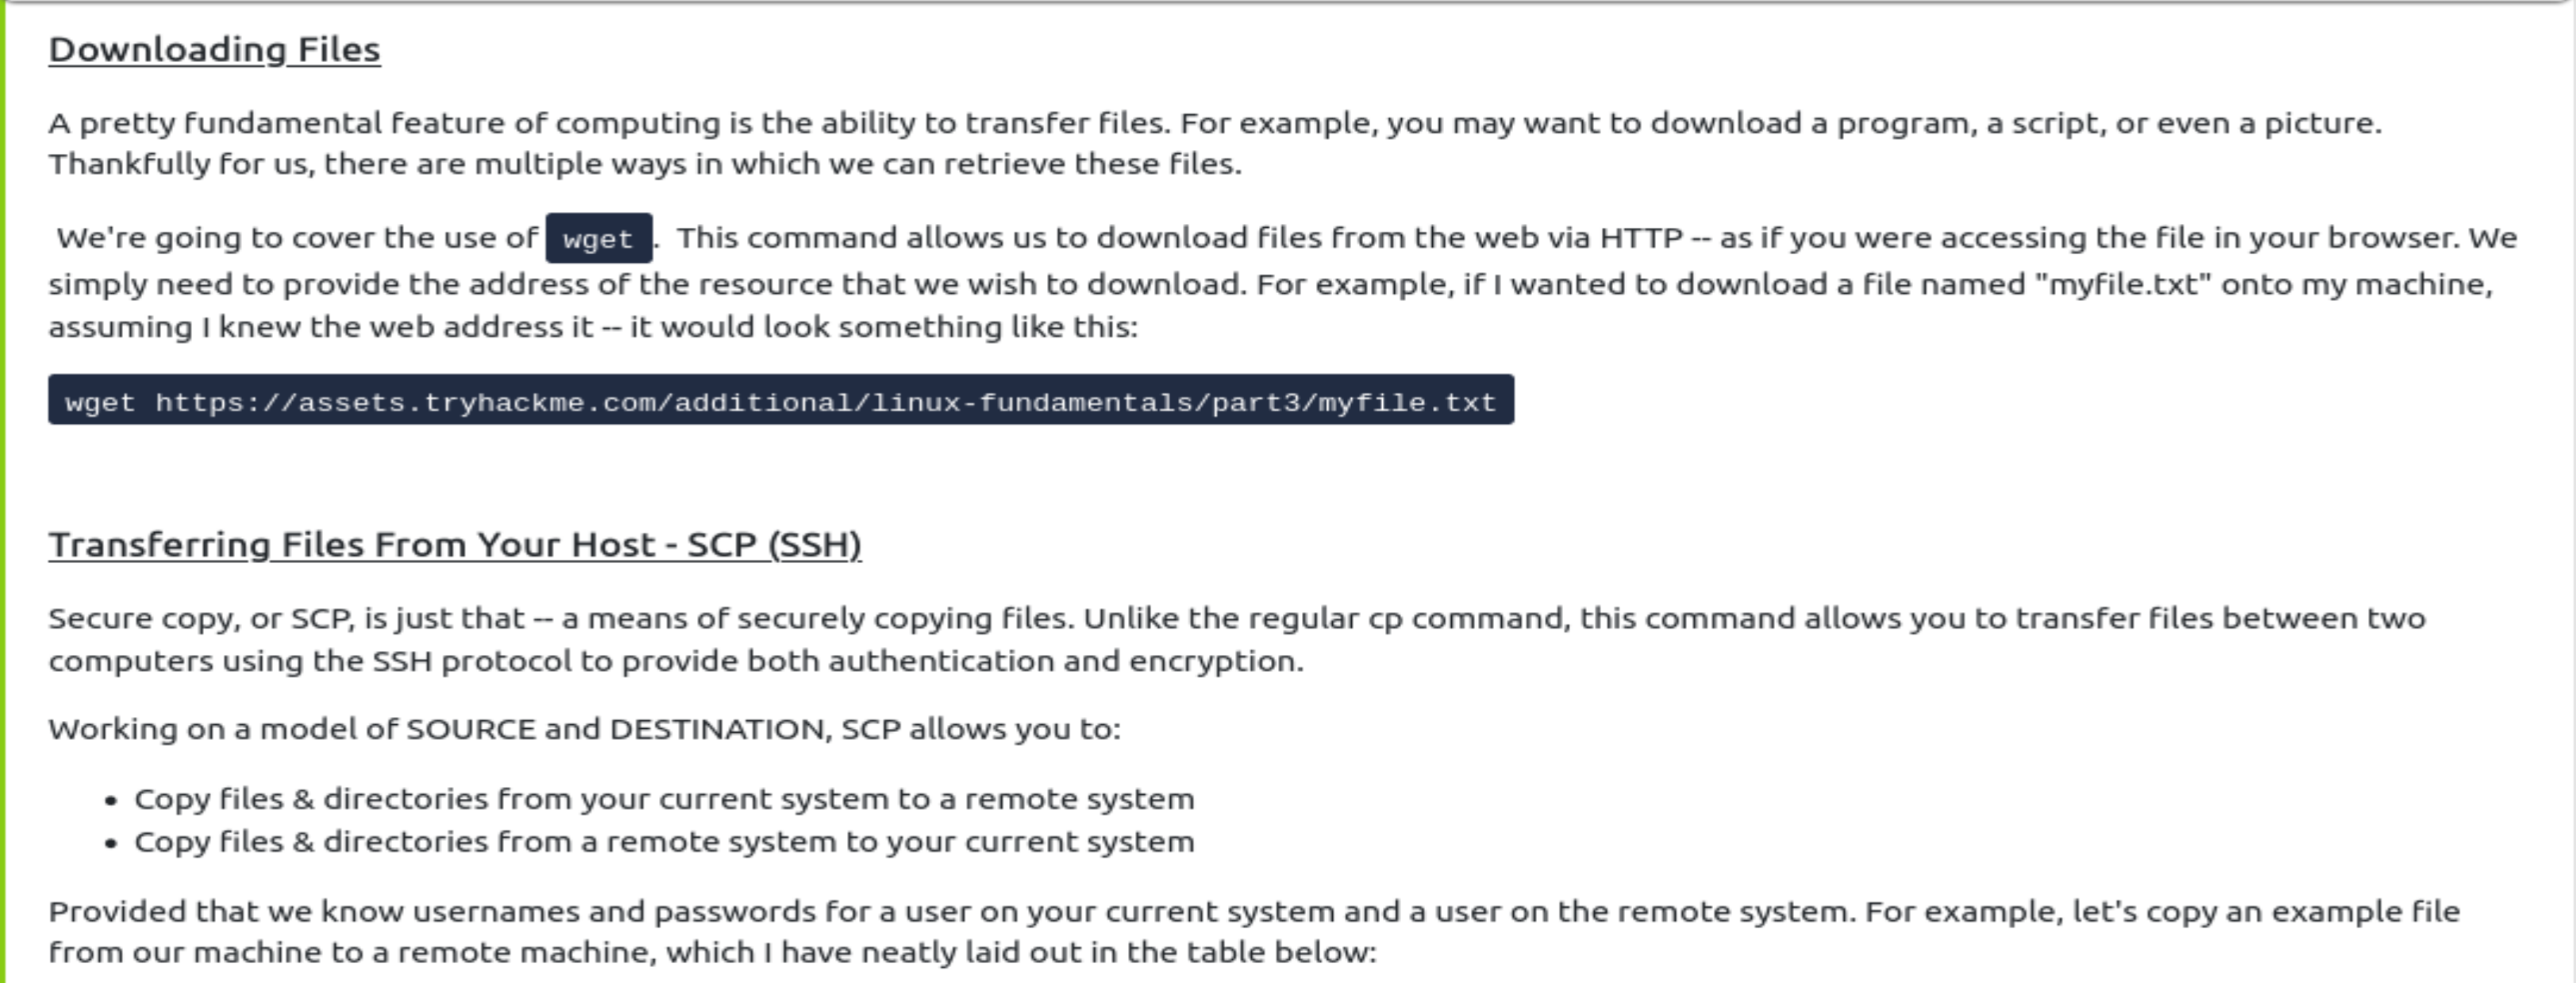 Downloading Files
A pretty fundamental feature of computing is the ability to transfer files. For example, you may want to download a program, a script, or even a picture.
Thankfully for us, there are multiple ways in which we can retrieve these files.
We're going to cover the use of wget .  This command allows us to download files from the web via HTTP -- as if you were accessing the file in your browser. We
simply need to provide the address of the resource that we wish to download. For example, if I wanted to download a file named "myfile.txt" onto my machine,
assuming I knew the web address it -- it would look something like this:
wget https://assets.tryhackme.com/additional/linux-fundamentals/part3/myfile.txt
Transferring Files From Your Host - SCP (SSH)
Secure copy, or SCP, is just that -- a means of securely copying files. Unlike the regular cp command, this command allows you to transfer files between two
computers using the SSH protocol to provide both authentication and encryption.
Working on a model of SOURCE and DESTINATION, SCP allows you to:
• Copy files & directories from your current system to a remote system
• Copy files & directories from a remote system to your current system
Provided that we know usernames and passwords for a user on your current system and a user on the remote system. For example, let's copy an example file
from our machine to a remote machine, which I have neatly laid out in the table below: